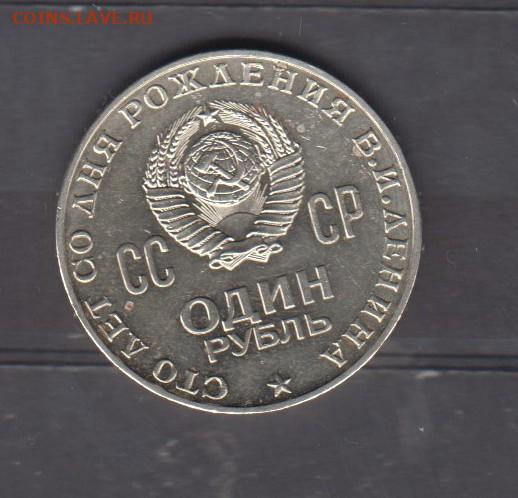 COINS.LAVE.RU
СТО ЛЕТ СО ДНЯ РОЖДЕНИЯ В.И.ЛЕНИНА
СС СР
ОДИН
РУБЛЬ